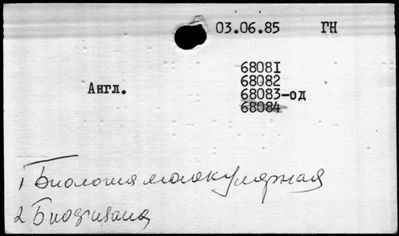 03.06.85 ГН
68081
68082
Англ. 68083-од
68084
1 Биология молекулярная
2 Биофизика